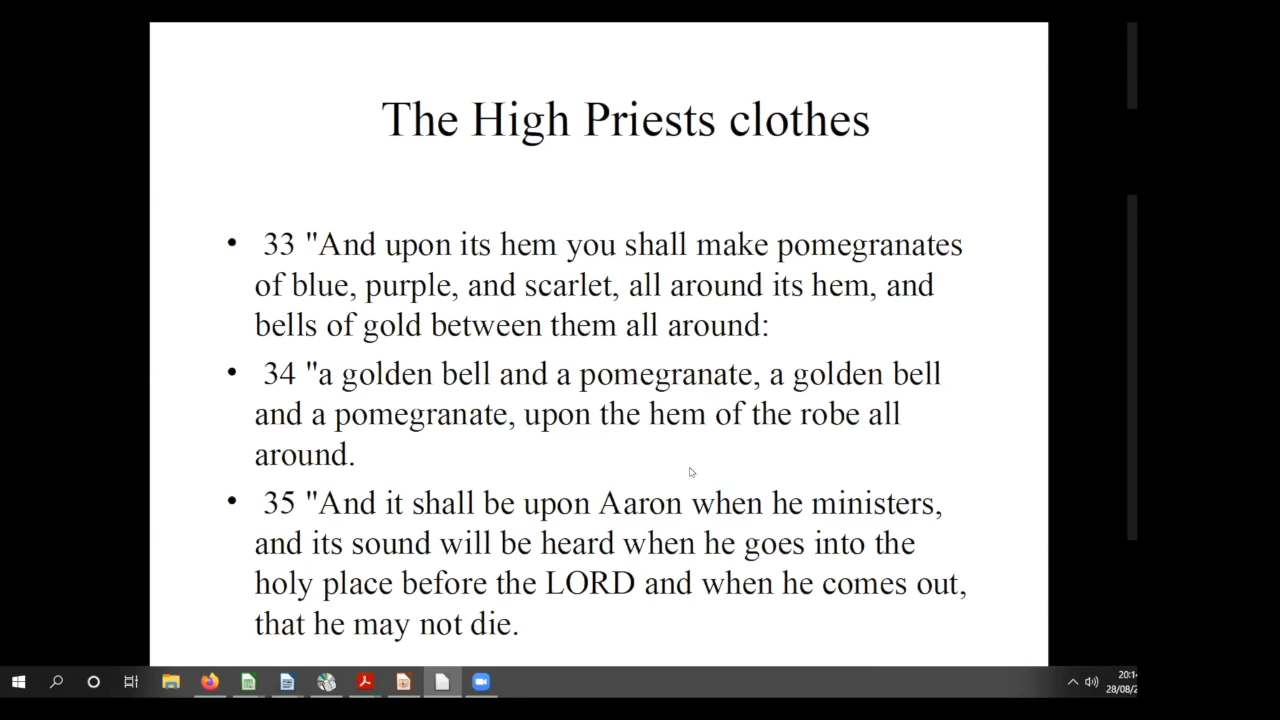 The High Priests clothes
• 33 "And upon its hem you shall make pomegranates
of blue, purple, and scarlet, all around its hem, and
bells of gold between them all around:
• 34 "a golden bell and a pomegranate, a golden bell
and a pomegranate, upon the hem of the robe all
around.
• 35 "And it shall be upon Aaron when he ministers,
and its sound will be heard when he goes into the
holy place before the LORD and when he comes out,
that he may not die.
28/08/2